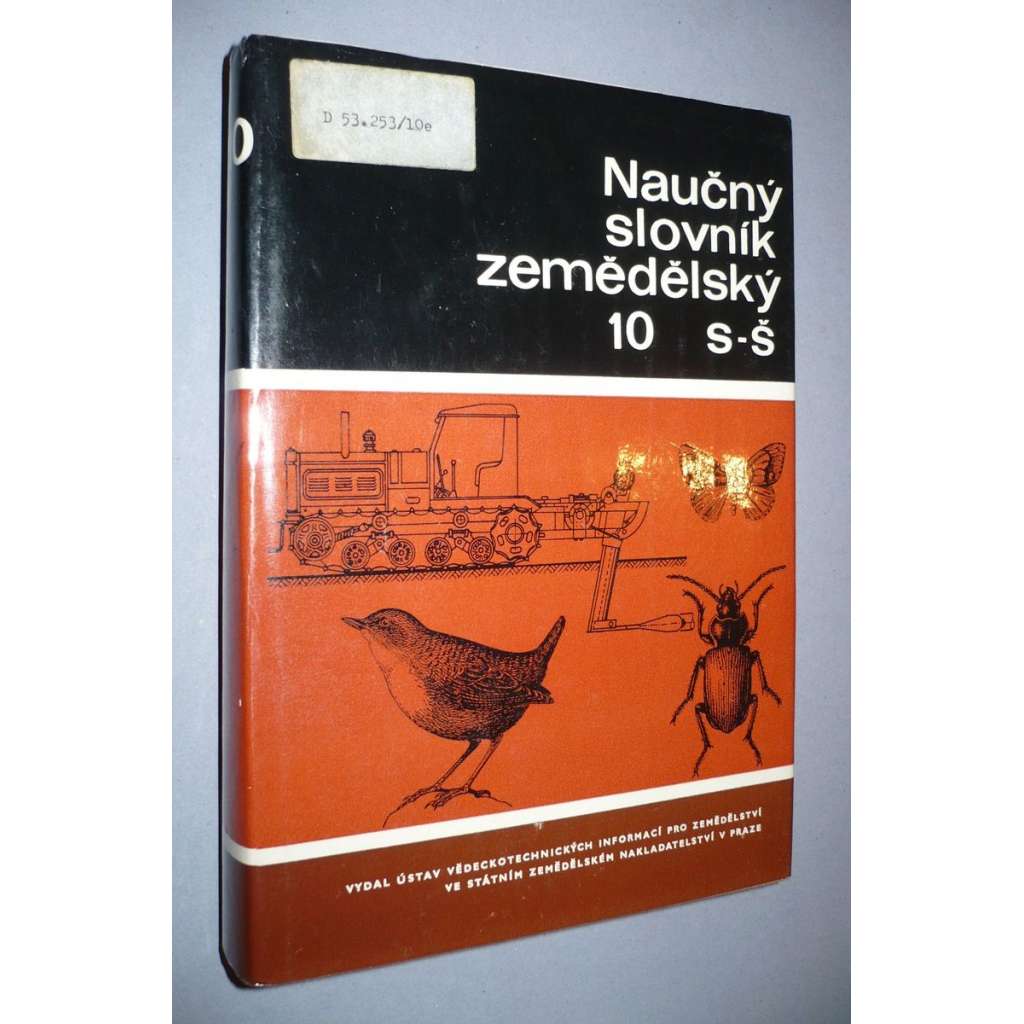 D 53.253/10e
Naučný
slovník
zemědělský
10 s-š
VYDAL ÚSTAV VĚDECKOTECHNICKÝCH INFORMACÍ PRO ZEMĚDĚLSTVÍ
VE STÁTNÍM ZEMĚDĚLSKÉM NAKLADATELSTVÍ V PRAZE